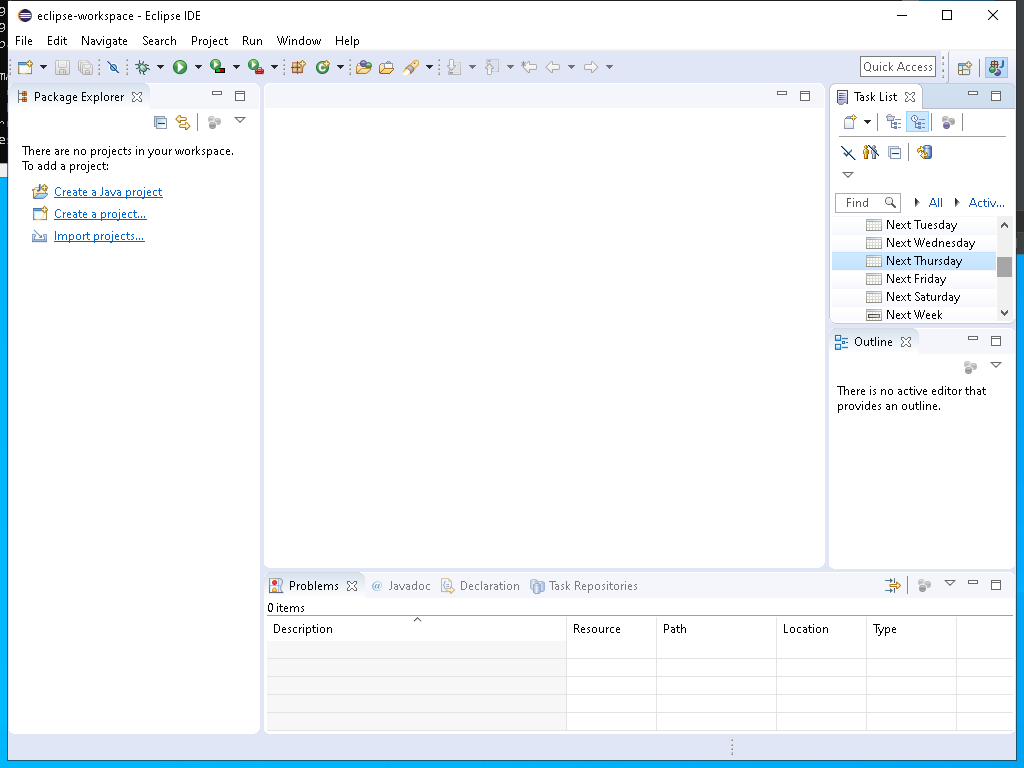 eclipse-workspace - Eclipse IDE
File Edit Navigate Search Project Run Window Help
Quick Access
Package Explorer
There are no projects in your workspace.
To add a project:
Create a Java project
Create a project...
Import projects...
Task List
Find All Activ...
Next Tuesday
Next Wednesday
Next Thursday
Next Friday
Next Saturday
Next Week
Outline
There is no active editor that
provides an outline.
Problems @ Javadoc Declaration Task Repositories
0 items
Description Resource Path Location Type